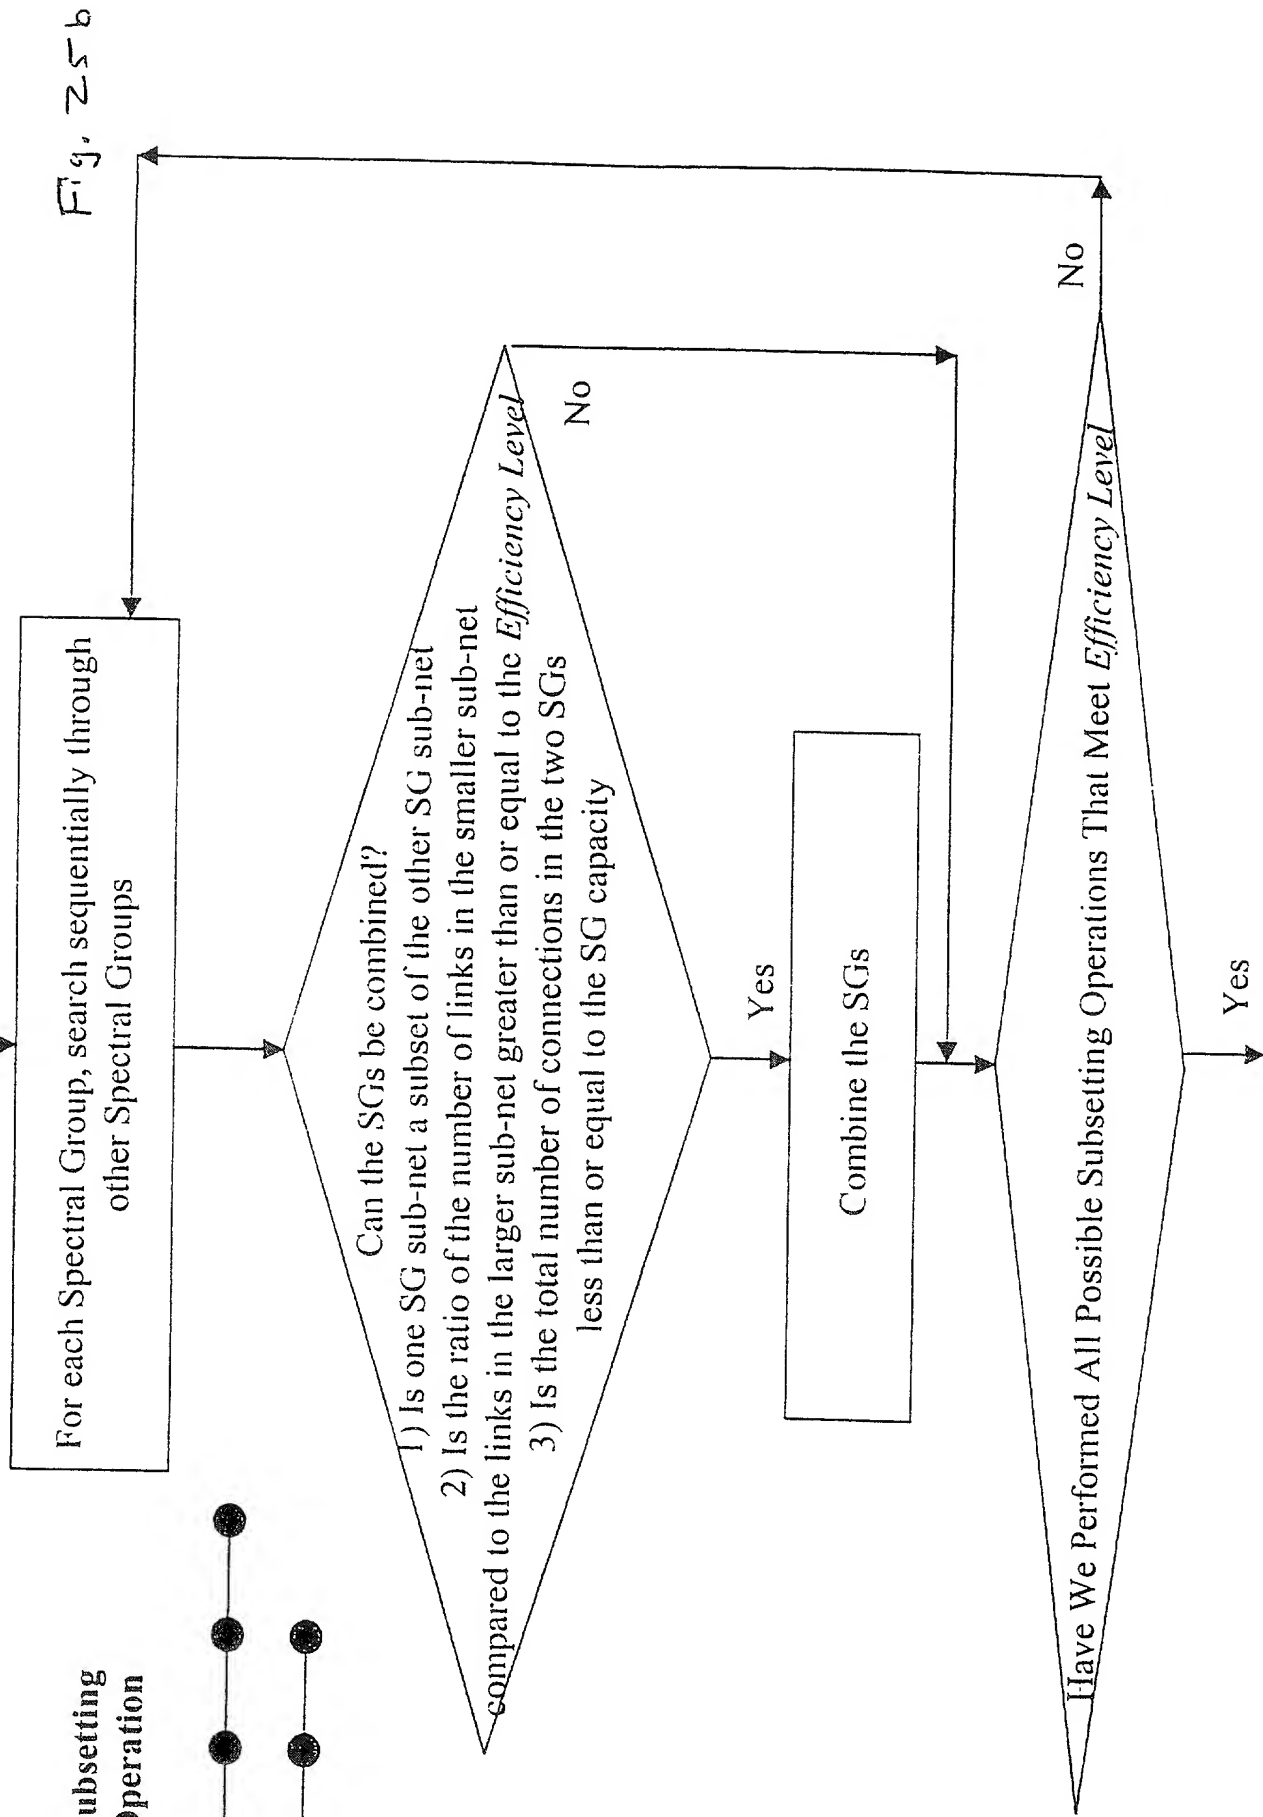 Fig. 25b
For each Spectral Group, search sequentially through
other Spectral Groups
ubsetting
Operation
Can the SGs be combined?
1) Is one SG sub-net a subset of the other SG sub-net
2) Is the ratio of the number of links in the smaller sub-net
compared to the links in the larger sub-net greater than or equal to the Efficiency Level
3) Is the total number of connections in the two SGs
less than or equal to the SG capacity
No
Yes
Combine the SGs
Have We Performed All Possible Subsetting Operations That Meet Efficiency Level
No
Yes